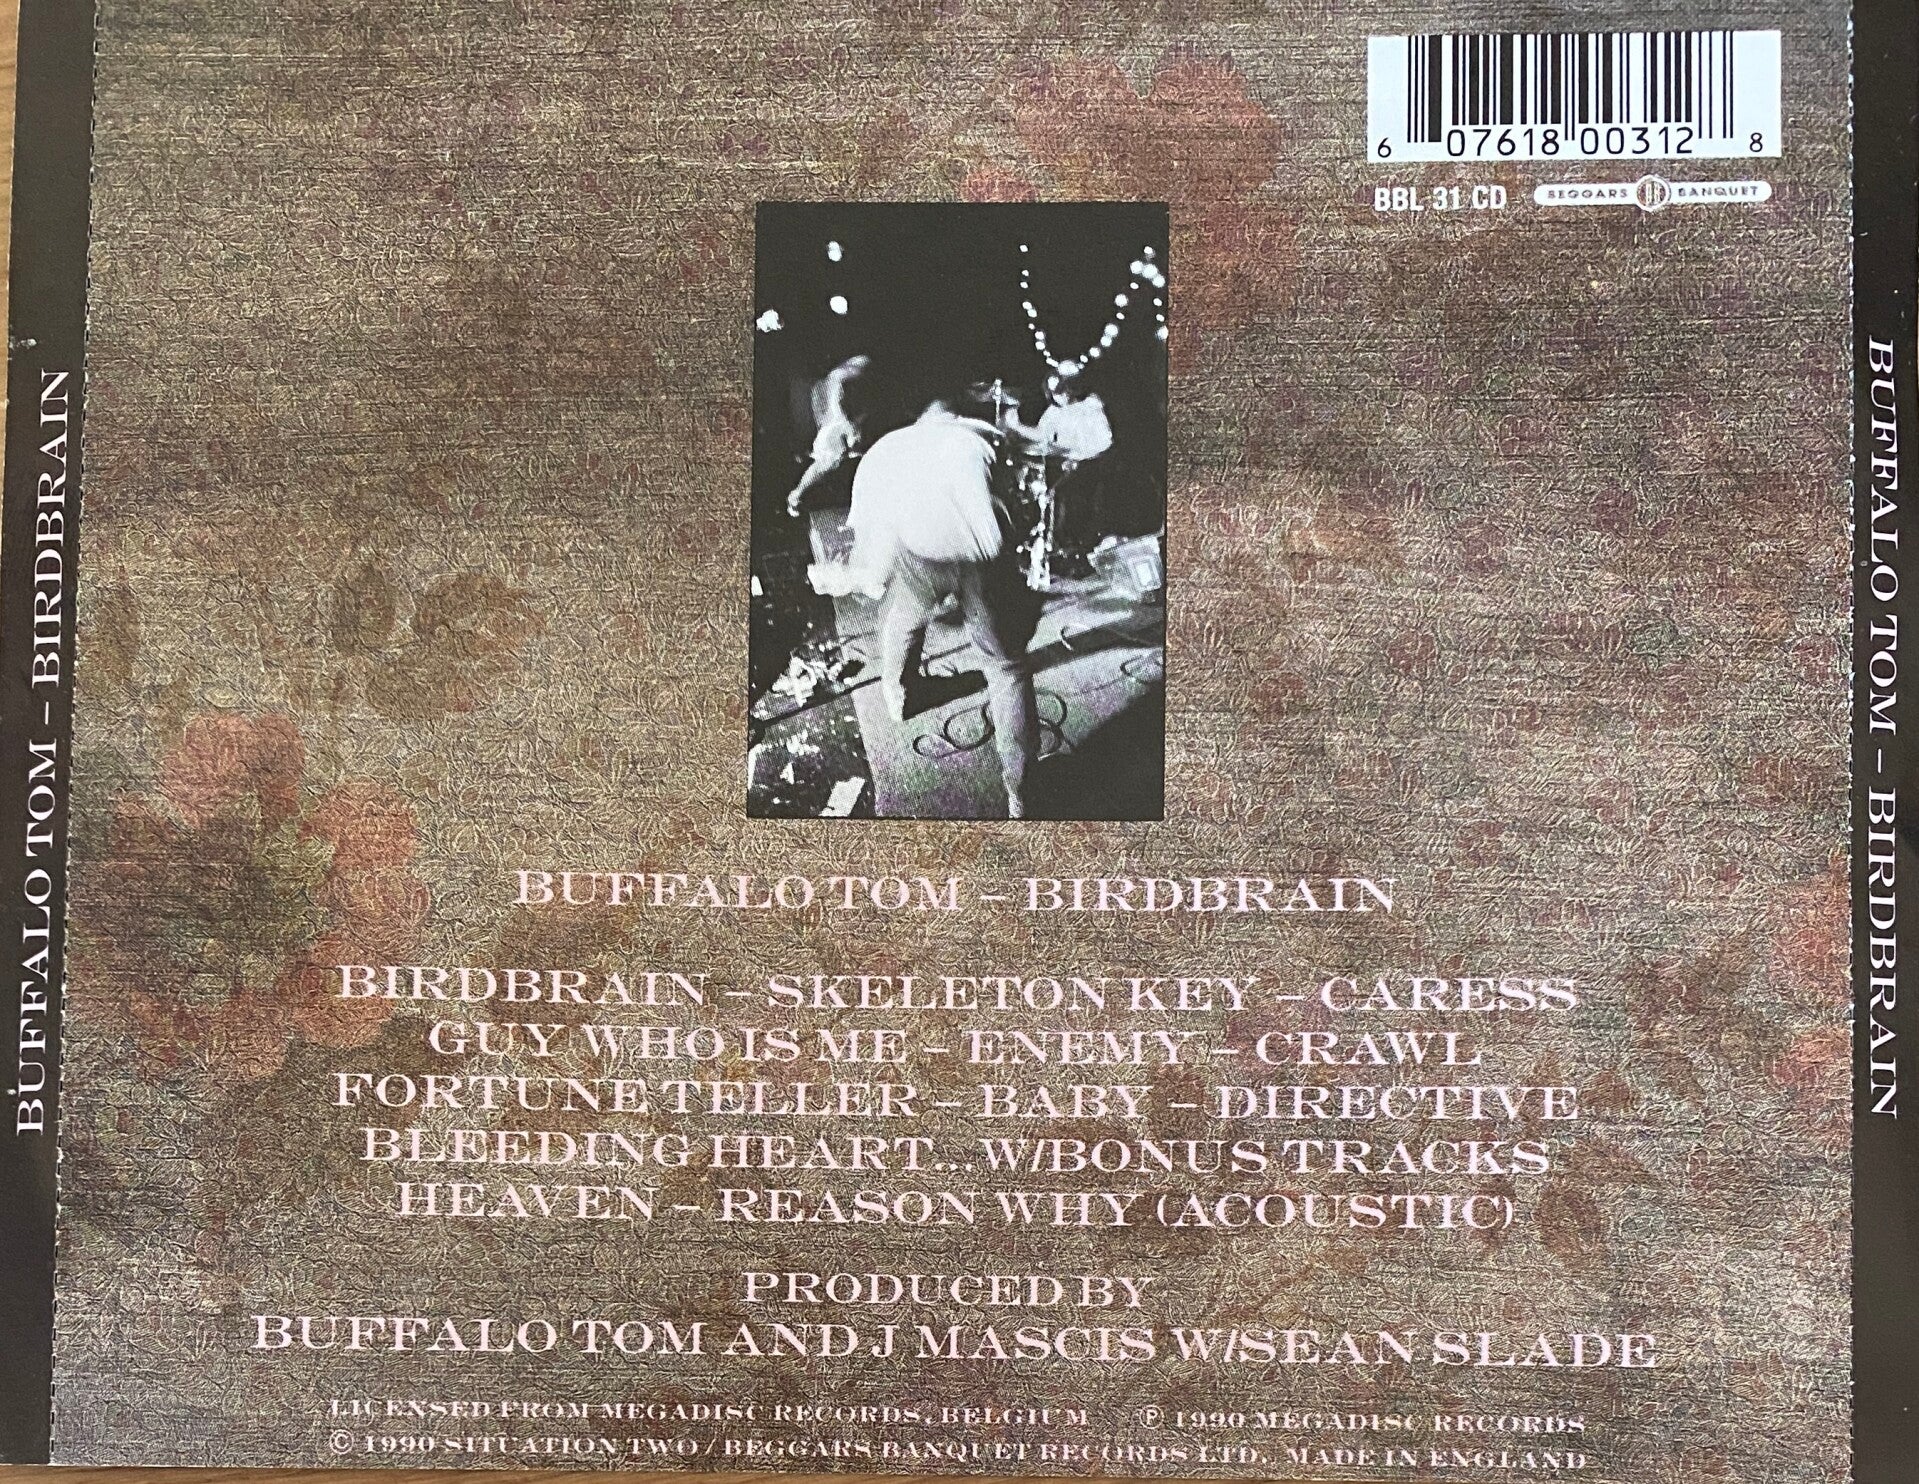 6 07618 00312 8
BBL 31 CD
BEGGARS BANQUET
BUFFALO TOM – BIRDBRAIN
BUFFALO TOM – BIRDBRAIN
BUFFALO TOM – BIRDBRAIN
BIRDBRAIN – SKELETON KEY – CARESS
GUY WHO IS ME – ENEMY – CRAWL
FORTUNE TELLER – BABY – DIRECTIVE
BLEEDING HEART... W/BONUS TRACKS
HEAVEN – REASON WHY (ACOUSTIC)
PRODUCED BY
BUFFALO TOM AND J MASCIS W/SEAN SLADE
LICENSED FROM MEGADISC RECORDS, BELGIUM ℗ 1990 MEGADISC RECORDS
© 1990 SITUATION TWO / BEGGARS BANQUET RECORDS LTD. MADE IN ENGLAND